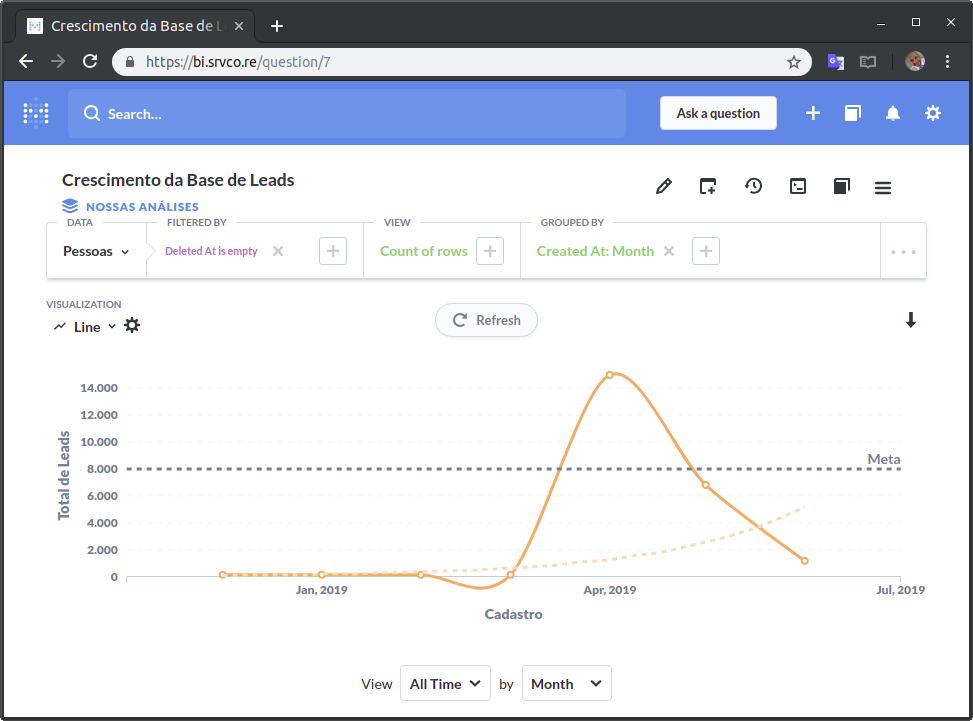 Crescimento da Base de L
https://bi.srvco.re/question/7
Search...
Ask a question
Crescimento da Base de Leads
NOSSAS ANÁLISES
DATA
FILTERED BY
VIEW
GROUPED BY
Pessoas
Deleted At is empty
Count of rows
Created At: Month
VISUALIZATION
Line
Refresh
14.000
12.000
10.000
8.000
6.000
4.000
2.000
0
Total de Leads
Meta
Jan, 2019
Apr, 2019
Jul, 2019
Cadastro
View All Time by Month